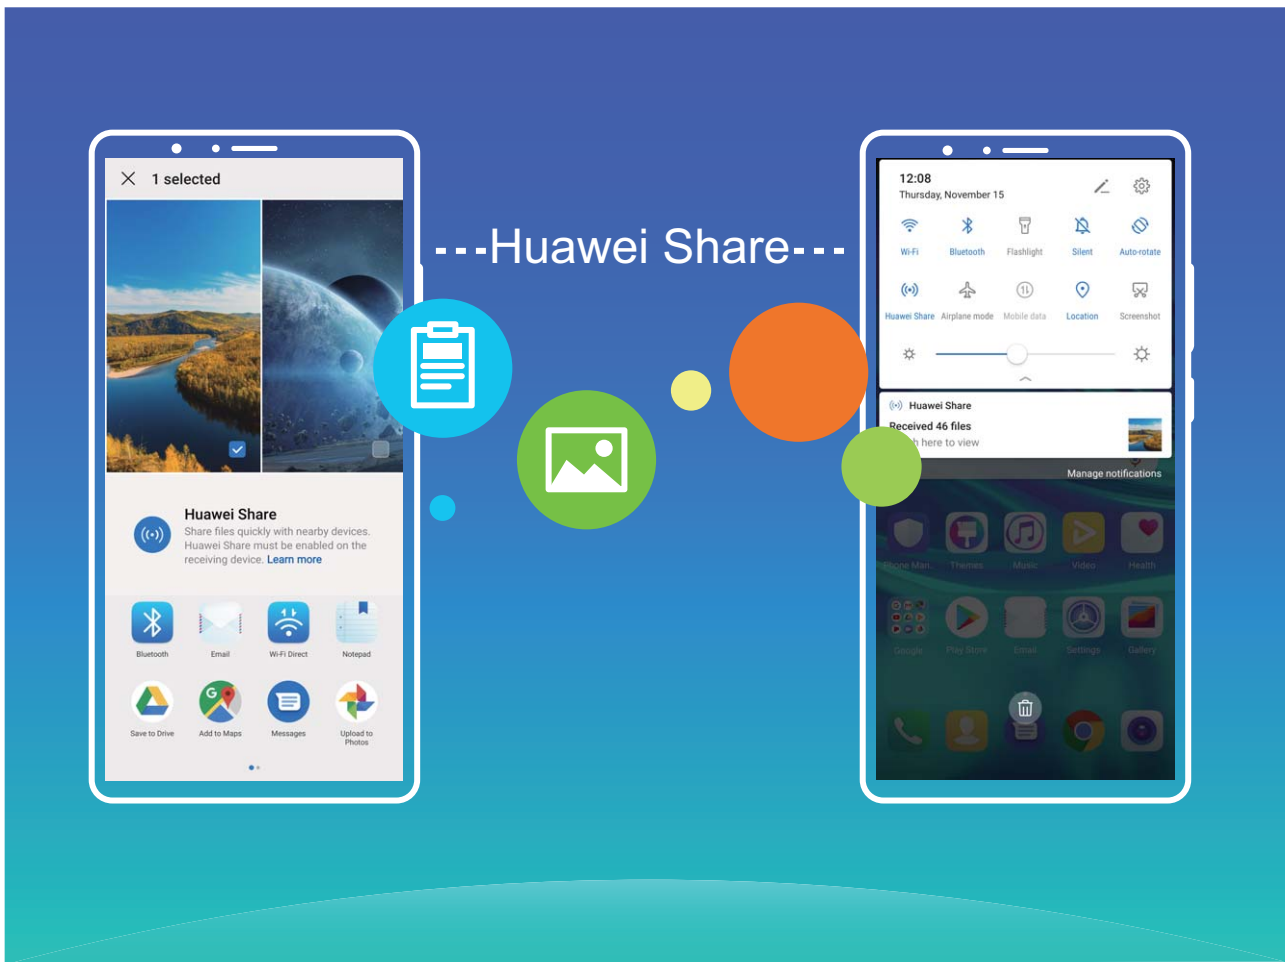 1 selected
Huawei Share
Share files quickly with nearby devices.
Huawei Share must be enabled on the
receiving device. Learn more
Bluetooth
Email
Wi-Fi Direct
Notepad
Save to Drive
Add to Maps
Messages
Upload to
Photos
---Huawei Share---
12:08
Thursday, November 15
Wi-Fi
Bluetooth
Flashlight
Silent
Auto-rotate
Huawei Share
Airplane mode
Mobile data
Location
Screenshot
Huawei Share
Received 46 files
here to view
Manage notifications
Phone Man..
Themes
Music
Video
Health
Google
Play Store
Email
Settings
Gallery